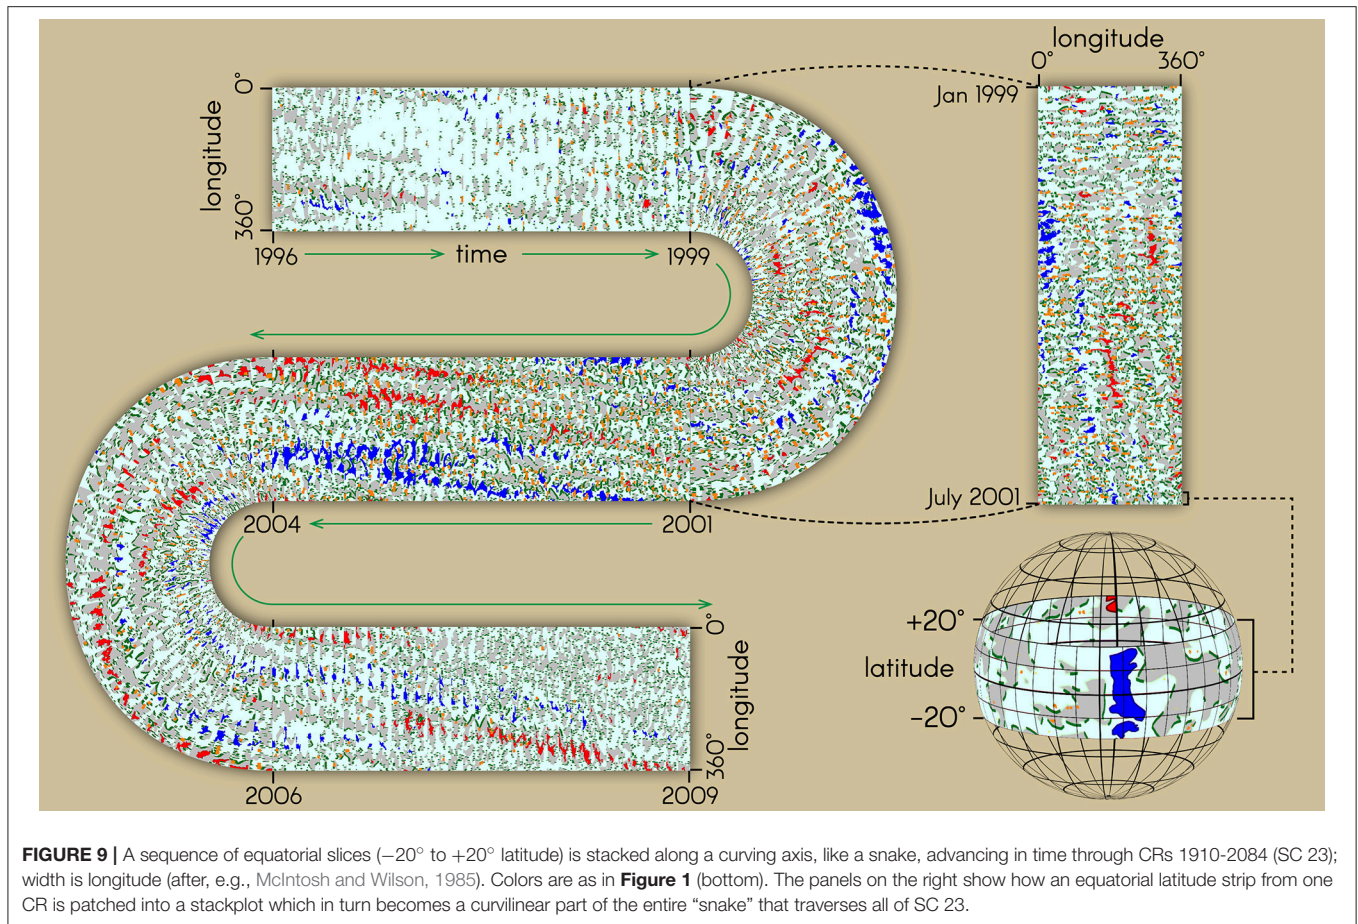 longitude
0° 360°
Jan 1999
0°
longitude
360°
1996 time 1999
July 2001
2004 2001
+20°
latitude
−20°
0°
longitude
360°
2006 2009
FIGURE 9 | A sequence of equatorial slices (−20° to +20° latitude) is stacked along a curving axis, like a snake, advancing in time through CRs 1910-2084 (SC 23);
width is longitude (after, e.g., McIntosh and Wilson, 1985). Colors are as in Figure 1 (bottom). The panels on the right show how an equatorial latitude strip from one
CR is patched into a stackplot which in turn becomes a curvilinear part of the entire “snake” that traverses all of SC 23.